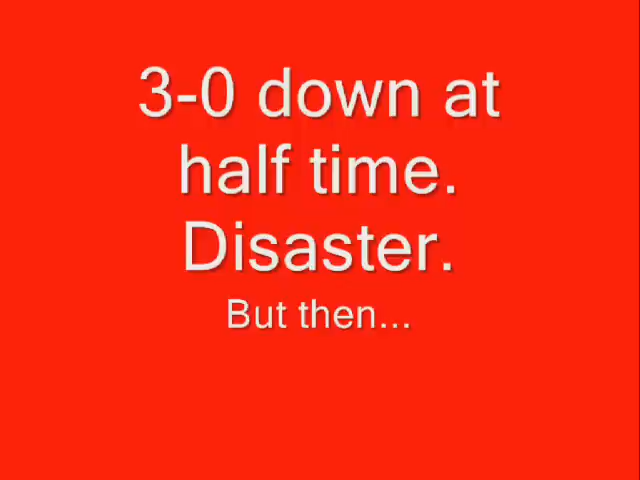 3-0 down at
half time.
Disaster.
But then...